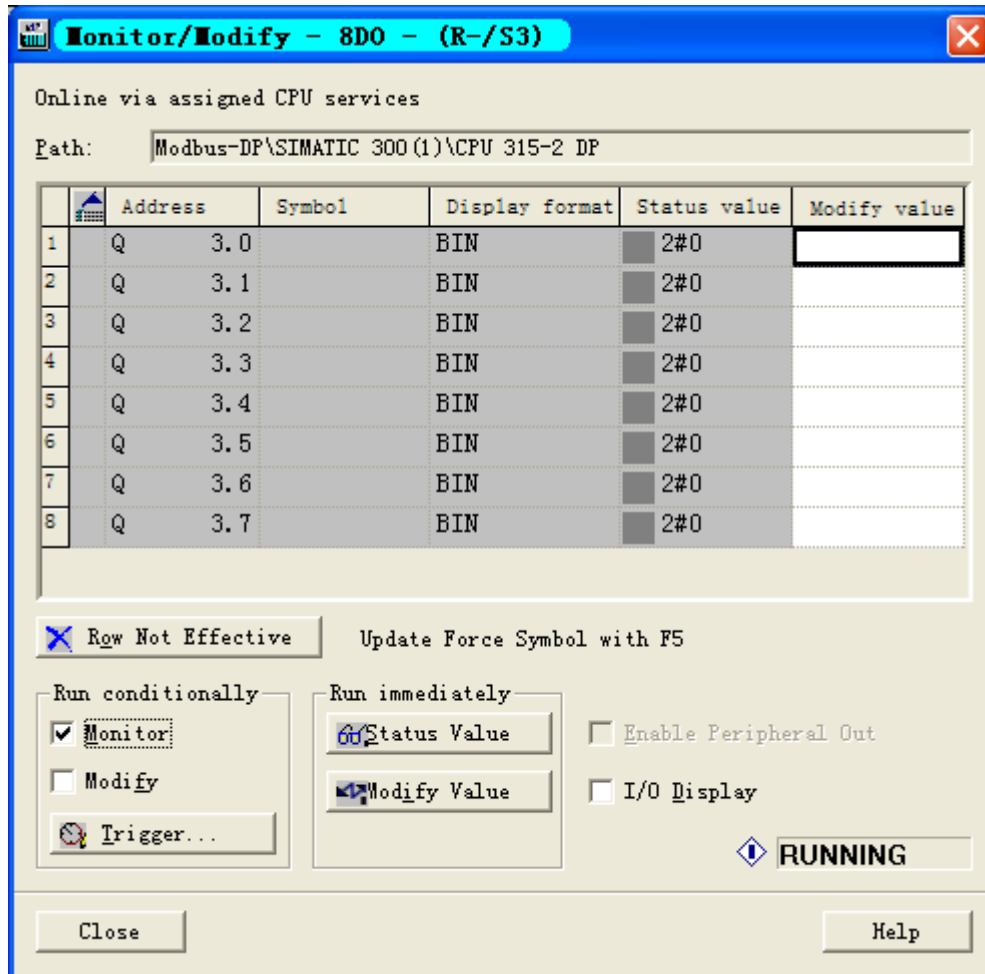 Monitor/Modify - 8DO - (R-/S3)
Online via assigned CPU services
Path: Modbus-DP\SIMATIC 300(1)\CPU 315-2 DP
Address Symbol Display format Status value Modify value
1 Q 3.0 BIN 2#0
2 Q 3.1 BIN 2#0
3 Q 3.2 BIN 2#0
4 Q 3.3 BIN 2#0
5 Q 3.4 BIN 2#0
6 Q 3.5 BIN 2#0
7 Q 3.6 BIN 2#0
8 Q 3.7 BIN 2#0
Row Not Effective Update Force Symbol with F5
Run conditionally Run immediately
Monitor Status Value Enable Peripheral Out
Modify Modify Value I/O Display
Trigger...
RUNNING
Close Help